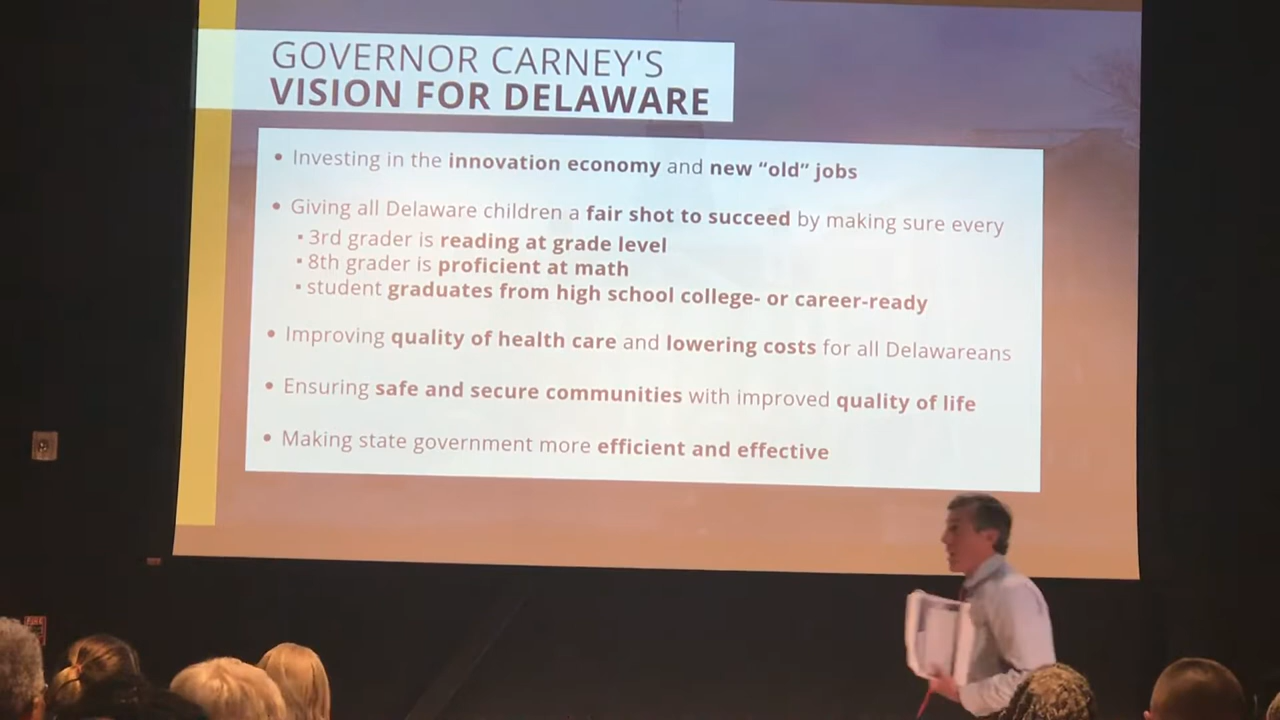 GOVERNOR CARNEY'S
VISION FOR DELAWARE
• Investing in the innovation economy and new “old” jobs
• Giving all Delaware children a fair shot to succeed by making sure every
▪ 3rd grader is reading at grade level
▪ 8th grader is proficient at math
▪ student graduates from high school college- or career-ready
• Improving quality of health care and lowering costs for all Delawareans
• Ensuring safe and secure communities with improved quality of life
• Making state government more efficient and effective